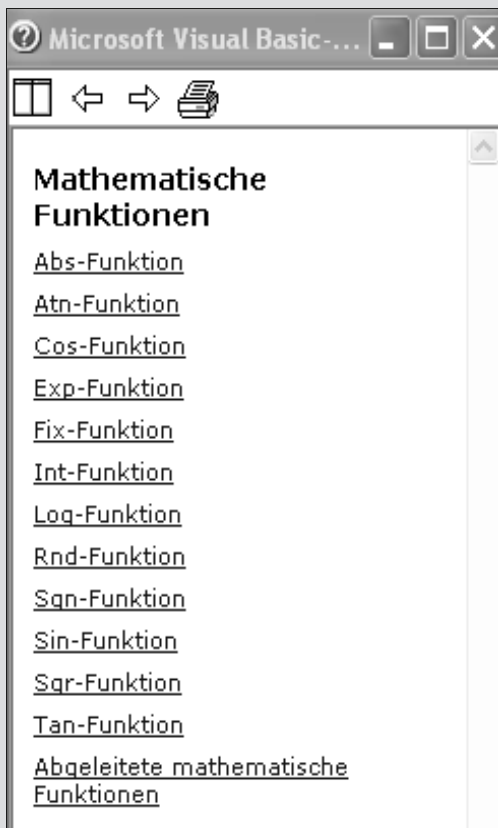 Microsoft Visual Basic-...
Mathematische
Funktionen
Abs-Funktion
Atn-Funktion
Cos-Funktion
Exp-Funktion
Fix-Funktion
Int-Funktion
Log-Funktion
Rnd-Funktion
Sgn-Funktion
Sin-Funktion
Sqr-Funktion
Tan-Funktion
Abgeleitete mathematische
Funktionen